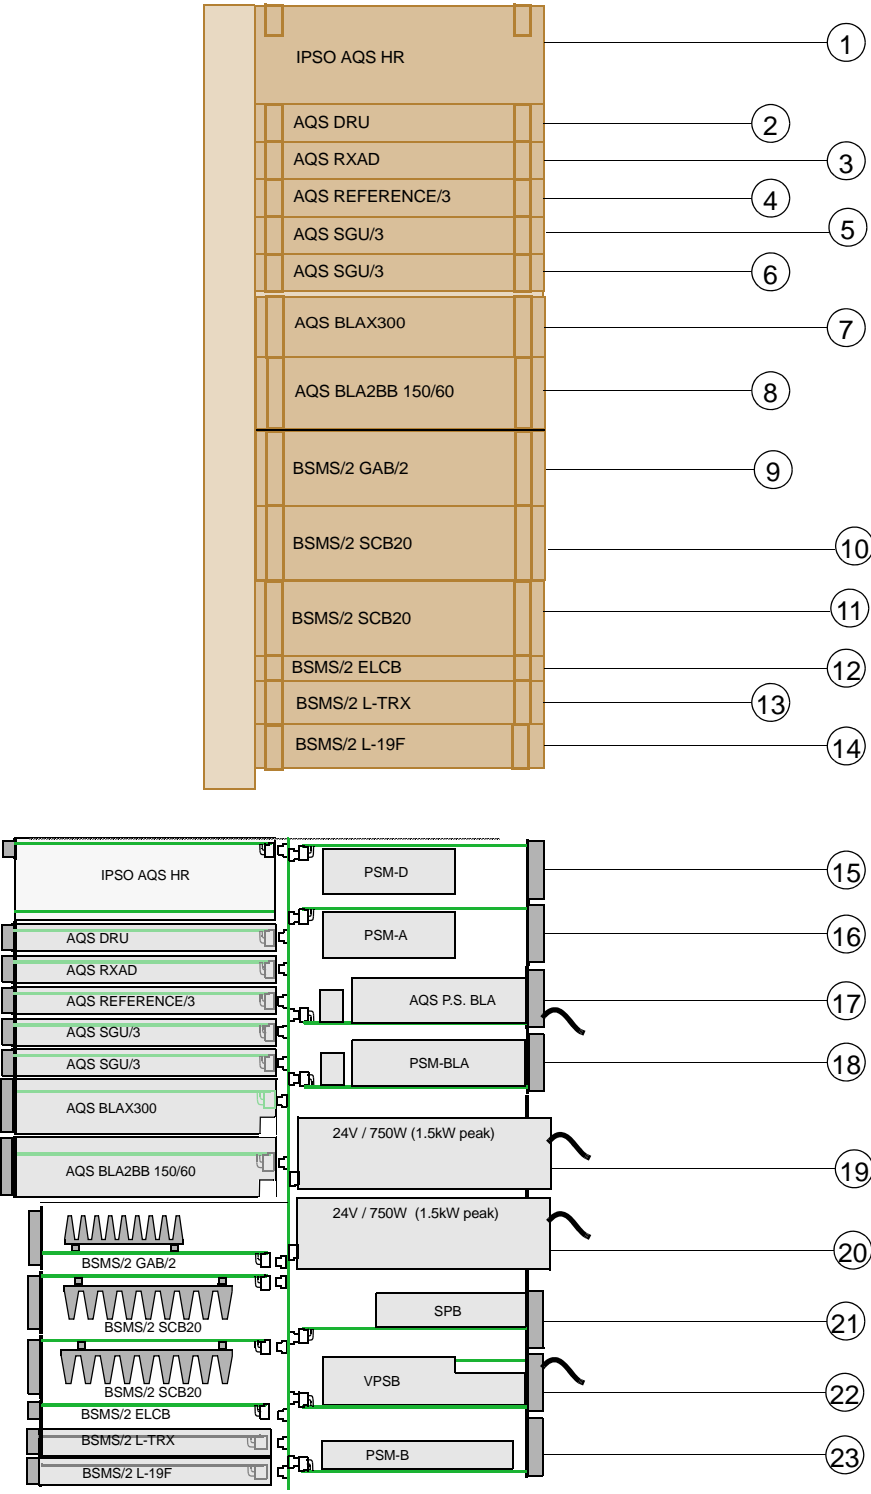 IPSO AQS HR
1
AQS DRU
2
AQS RXAD
3
AQS REFERENCE/3
4
AQS SGU/3
5
AQS SGU/3
6
AQS BLAX300
7
AQS BLA2BB 150/60
8
BSMS/2 GAB/2
9
BSMS/2 SCB20
10
BSMS/2 SCB20
11
BSMS/2 ELCB
12
BSMS/2 L-TRX
13
BSMS/2 L-19F
14
IPSO AQS HR
PSM-D
15
AQS DRU
PSM-A
16
AQS RXAD
AQS REFERENCE/3
AQS P.S. BLA
17
AQS SGU/3
AQS SGU/3
PSM-BLA
18
AQS BLAX300
24V / 750W (1.5kW peak)
AQS BLA2BB 150/60
19
24V / 750W (1.5kW peak)
20
BSMS/2 GAB/2
SPB
21
BSMS/2 SCB20
VPSB
22
BSMS/2 SCB20
BSMS/2 ELCB
BSMS/2 L-TRX
PSM-B
23
BSMS/2 L-19F